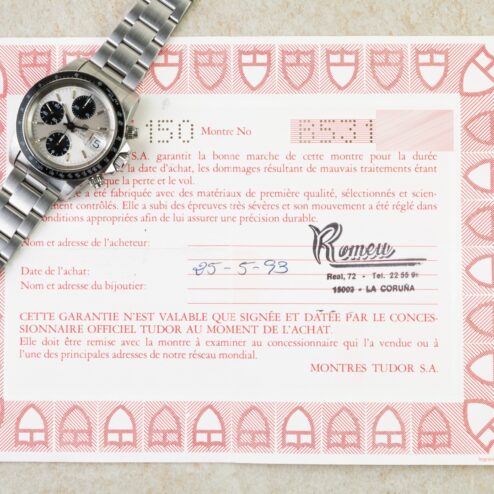 150 Montre No B531
S.A. garantit la bonne marche de cette montre pour la durée
la date d'achat, les dommages résultant de mauvais traitements étant
que la perte et le vol.
e a été fabriquée avec des matériaux de première qualité, sélectionnés et scien-
ment contrôlés. Elle a subi des épreuves très sévères et son mouvement a été réglé dans
conditions appropriées afin de lui assurer une précision durable.
Nom et adresse de l'acheteur:
Romeu
Real, 72 - Tel. 22 55 91
15003 - LA CORUÑA
Date de l'achat: 25-5-93
Nom et adresse du bijoutier:
CETTE GARANTIE N'EST VALABLE QUE SIGNÉE ET DATÉE PAR LE CONCES-
SIONNAIRE OFFICIEL TUDOR AU MOMENT DE L'ACHAT.
Elle doit être remise avec la montre à examiner au concessionnaire qui l'a vendue ou à
l'une des principales adresses de notre réseau mondial.
MONTRES TUDOR S.A.